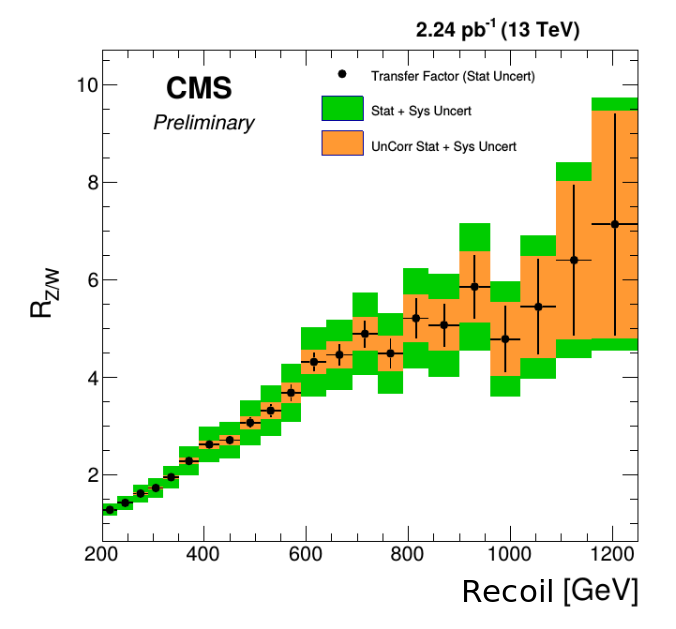 2.24 pb-1 (13 TeV)
CMS
Preliminary
Transfer Factor (Stat Uncert)
Stat + Sys Uncert
UnCorr Stat + Sys Uncert
RZ/W
10
8
6
4
2
200 400 600 800 1000 1200
Recoil [GeV]